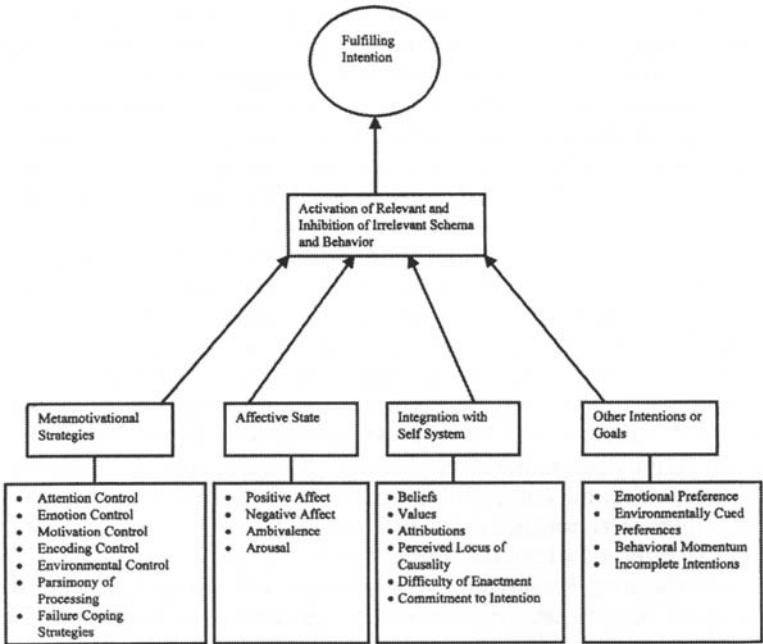 Fulfilling
Intention
Activation of Relevant and
Inhibition of Irrelevant Schema
and Behavior
Metamotivational
Strategies
Affective State
Integration with
Self System
Other Intentions or
Goals
• Attention Control
• Emotion Control
• Motivation Control
• Encoding Control
• Environmental Control
• Parsimony of
Processing
• Failure Coping
Strategies
• Positive Affect
• Negative Affect
• Ambivalence
• Arousal
• Beliefs
• Values
• Attributions
• Perceived Locus of
Causality
• Difficulty of Enactment
• Commitment to Intention
• Emotional Preference
• Environmentally Cued
Preferences
• Behavioral Momentum
• Incomplete Intentions